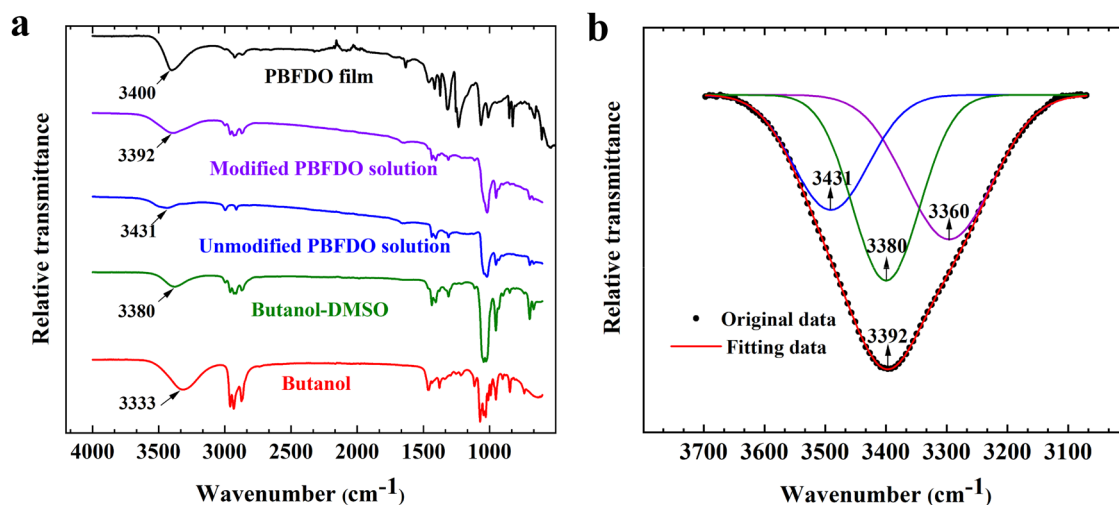 a
Relative transmittance
3400
PBFDO film
3392
Modified PBFDO solution
3431
Unmodified PBFDO solution
3380
Butanol-DMSO
3333
Butanol
4000 3500 3000 2500 2000 1500 1000
Wavenumber (cm-1
)
b
Relative transmittance
3431
3360
3380
3392
Original data
Fitting data
3700 3600 3500 3400 3300 3200 3100
Wavenumber (cm-1)